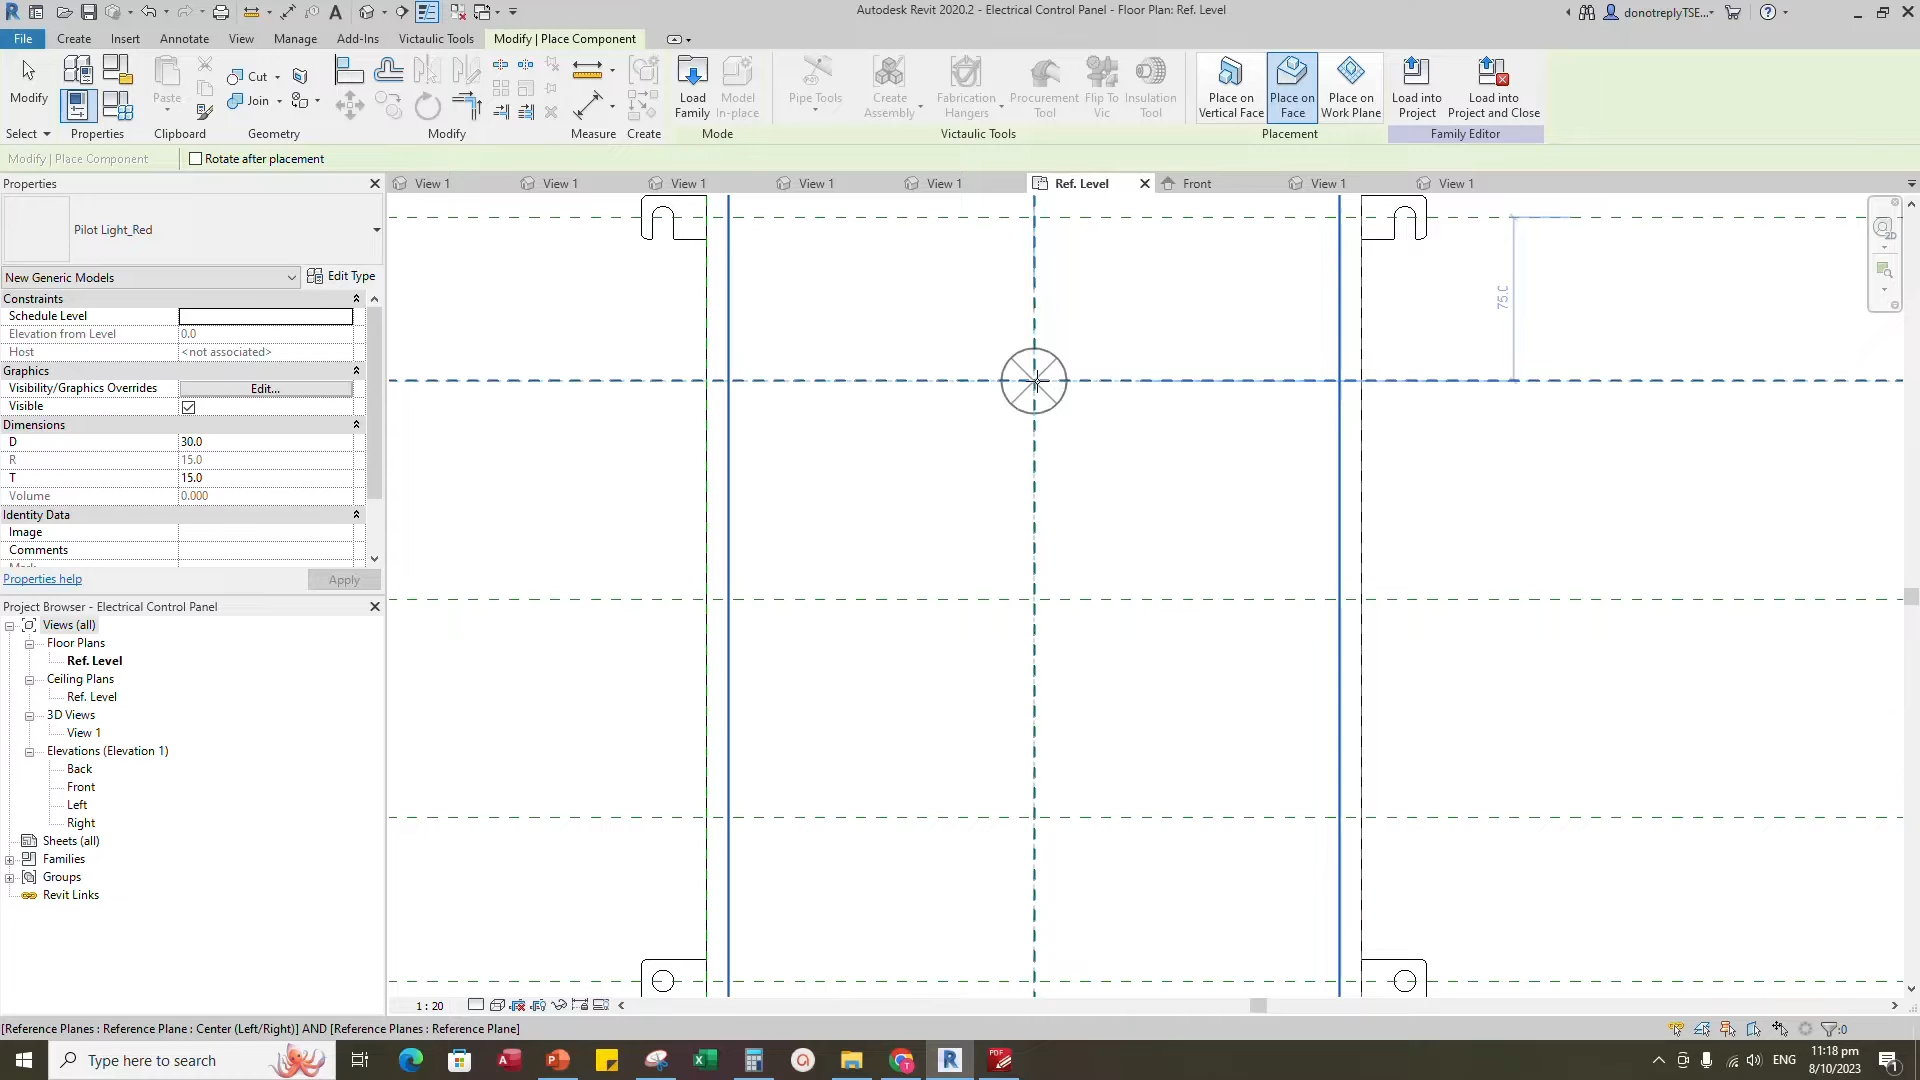 Autodesk Revit 2020.2 - Electrical Control Panel - Floor Plan: Ref. Level
donotreplyTSE...
File Create Insert Annotate View Manage Add-Ins Victaulic Tools Modify | Place Component
Modify
Paste
Cut
Join
Load Family
Model In-place
Pipe Tools
Create Assembly
Fabrication Hangers
Procurement Tool
Flip To Vic
Insulation Tool
Place on Vertical Face
Place on Face
Place on Work Plane
Load into Project
Load into Project and Close
Select Properties Clipboard Geometry Modify Measure Create Mode Victaulic Tools Placement Family Editor
Modify | Place Component
Rotate after placement
Properties
View 1 View 1 View 1 View 1 View 1 Ref. Level Front View 1 View 1
Pilot Light_Red
New Generic Models
Edit Type
Constraints
Schedule Level
Elevation from Level 0.0
Host <not associated>
Graphics
Visibility/Graphics Overrides Edit...
Visible
Dimensions
D 30.0
R 15.0
T 15.0
Volume 0.000
Identity Data
Image
Comments
Properties help
Apply
75.0
2D
Project Browser - Electrical Control Panel
Views (all)
Floor Plans
Ref. Level
Ceiling Plans
Ref. Level
3D Views
View 1
Elevations (Elevation 1)
Back
Front
Left
Right
Sheets (all)
Families
Groups
Revit Links
1 : 20
[Reference Planes : Reference Plane : Center (Left/Right)] AND [Reference Planes : Reference Plane]
:0
Type here to search
PDF
ENG
11:18 pm
8/10/2023
1